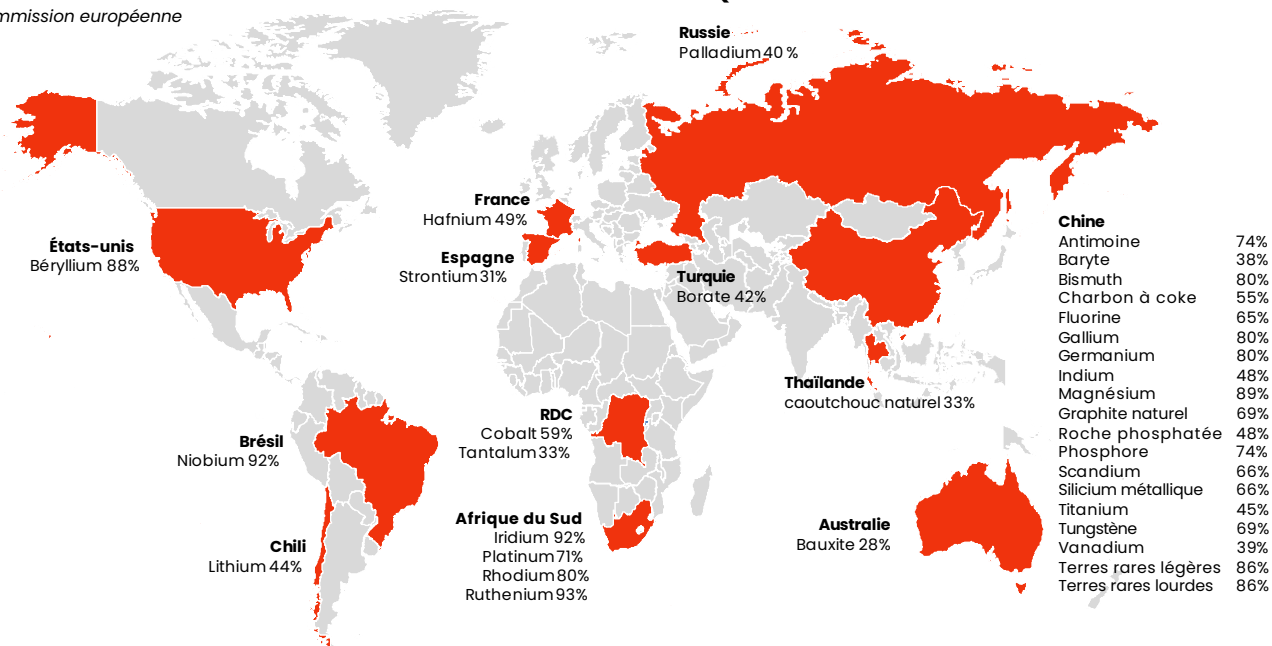 mmission européenne
Russie
Palladium 40 %
France
Hafnium 49%
États-unis
Béryllium 88%
Espagne
Strontium 31%
Turquie
Borate 42%
Thaïlande
caoutchouc naturel 33%
RDC
Cobalt 59%
Tantalum 33%
Brésil
Niobium 92%
Afrique du Sud
Iridium 92%
Platinum 71%
Rhodium 80%
Ruthenium 93%
Chili
Lithium 44%
Australie
Bauxite 28%
Chine
Antimoine 74%
Baryte 38%
Bismuth 80%
Charbon à coke 55%
Fluorine 65%
Gallium 80%
Germanium 80%
Indium 48%
Magnésium 89%
Graphite naturel 69%
Roche phosphatée 48%
Phosphore 74%
Scandium 66%
Silicium métallique 66%
Titanium 45%
Tungstène 69%
Vanadium 39%
Terres rares légères 86%
Terres rares lourdes 86%